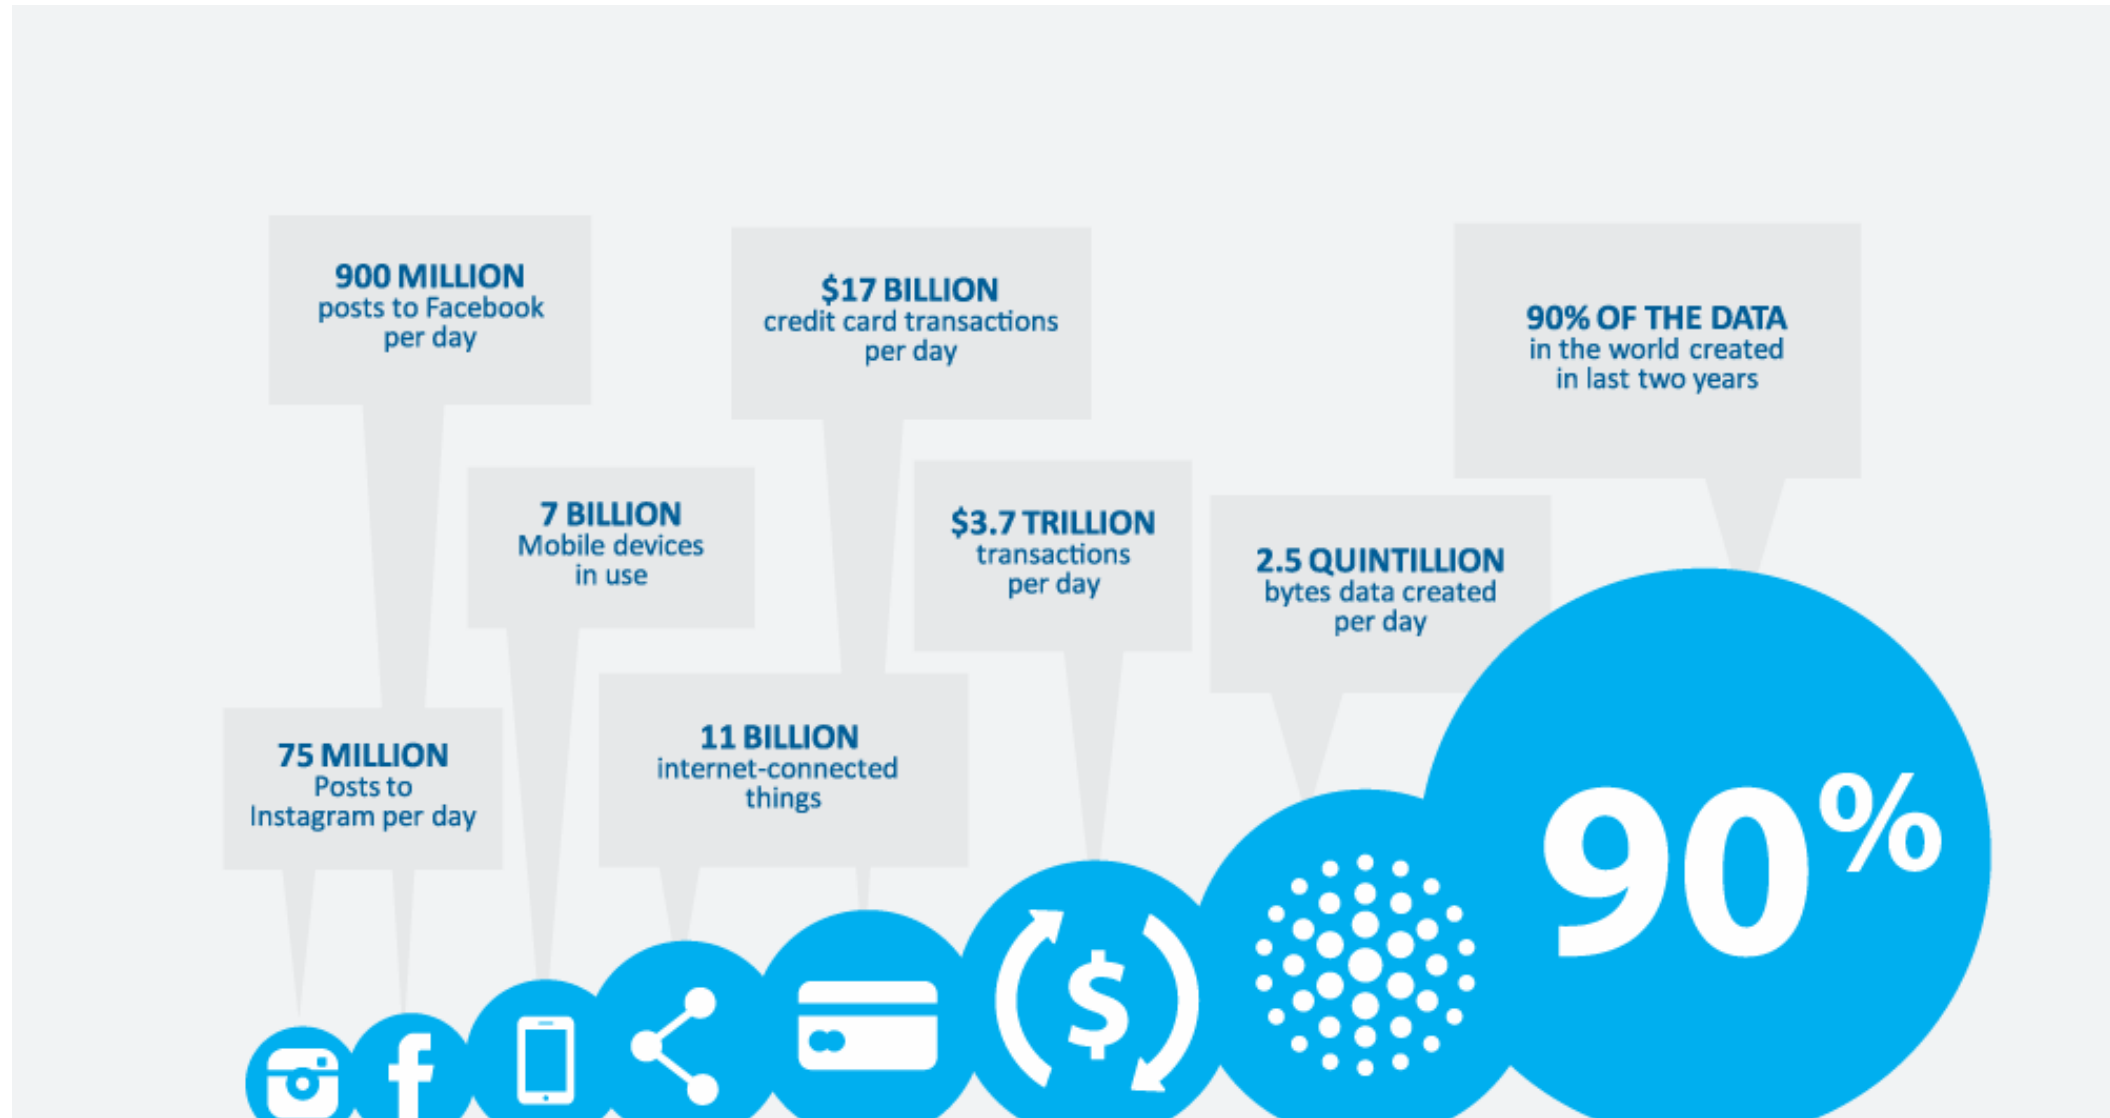 900 MILLION
posts to Facebook
per day
$17 BILLION
credit card transactions
per day
90% OF THE DATA
in the world created
in last two years
7 BILLION
Mobile devices
in use
$3.7 TRILLION
transactions
per day
2.5 QUINTILLION
bytes data created
per day
75 MILLION
Posts to
Instagram per day
11 BILLION
internet-connected
things
90%
$
f